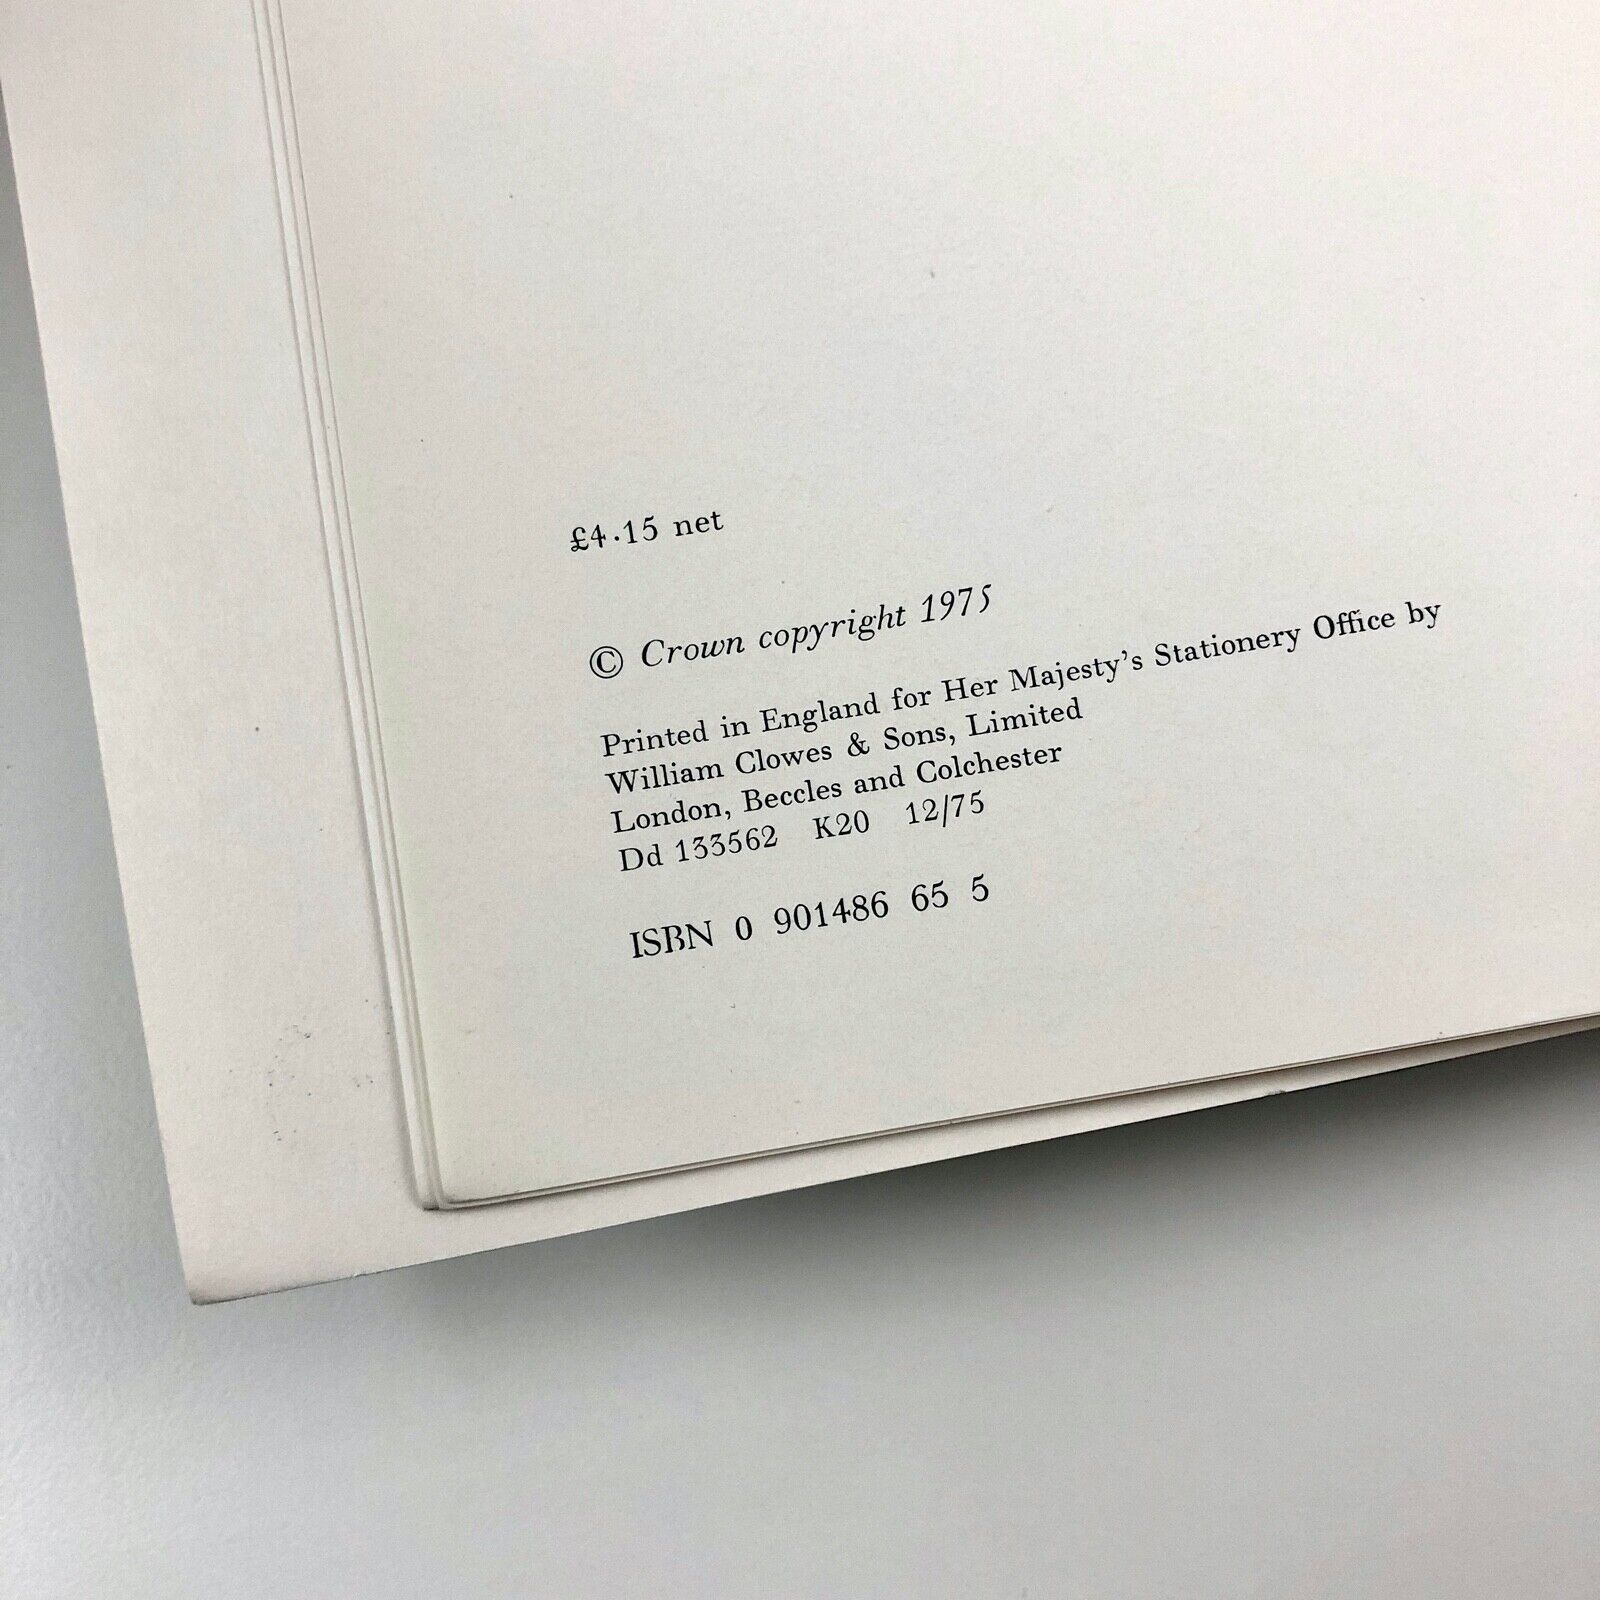 £4·15 net
© Crown copyright 1975
Printed in England for Her Majesty's Stationery Office by
William Clowes & Sons, Limited
London, Beccles and Colchester
Dd 133562 K20 12/75
ISBN 0 901486 65 5